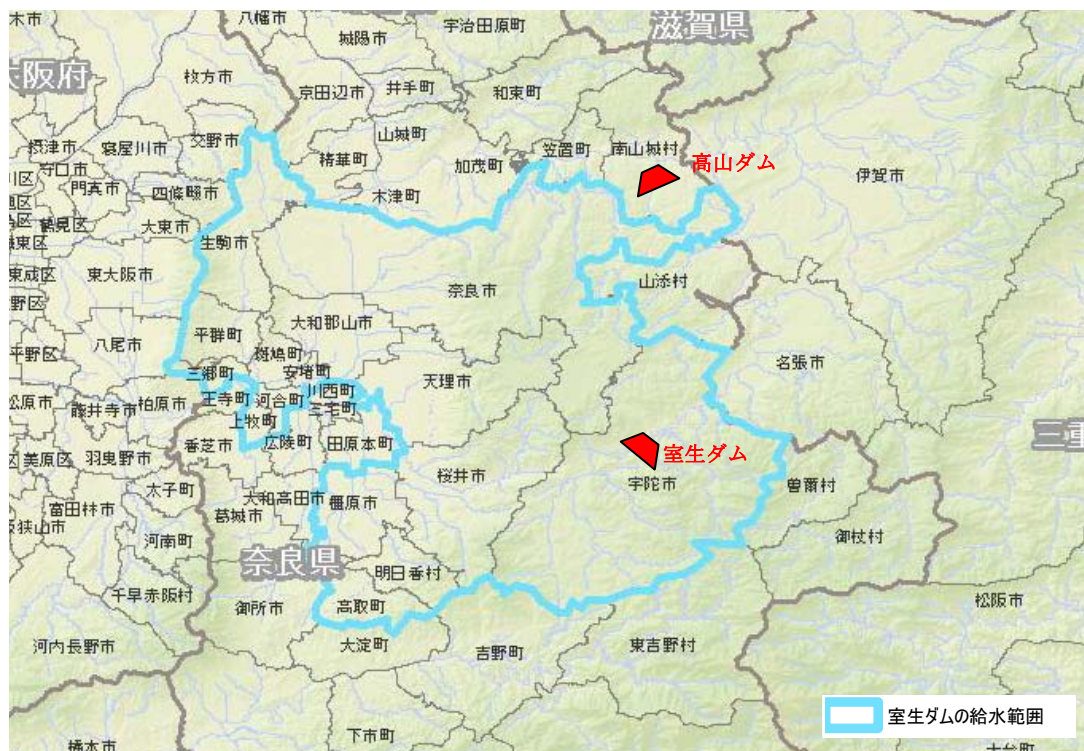 八幡市
宇治田原町
滋賀県
城陽市
大阪府
枚方市
京田辺市
井手町
和束町
交野市
山城町
摂津市
寝屋川市
精華町
加茂町
笠置町
南山城村
高山ダム
守口市
門真市
四條畷市
木津町
伊賀市
鶴見区
大東市
生駒市
城東区
東成区
東大阪市
奈良市
山添村
平群町
大和郡山市
八尾市
斑鳩町
平野区
安堵町
天理市
名張市
三郷町
川西町
王寺町
河合町
三宅町
松原市
藤井寺市
柏原市
上牧町
香芝市
広陵町
田原本町
美原区
羽曳野市
室生ダム
桜井市
宇陀市
曽爾村
太子町
大和高田市
橿原市
富田林市
葛城市
河南町
御杖村
奈良県
明日香村
千早赤阪村
御所市
高取町
松阪市
河内長野市
大淀町
吉野町
東吉野村
室生ダムの給水範囲
下市町
橋本市